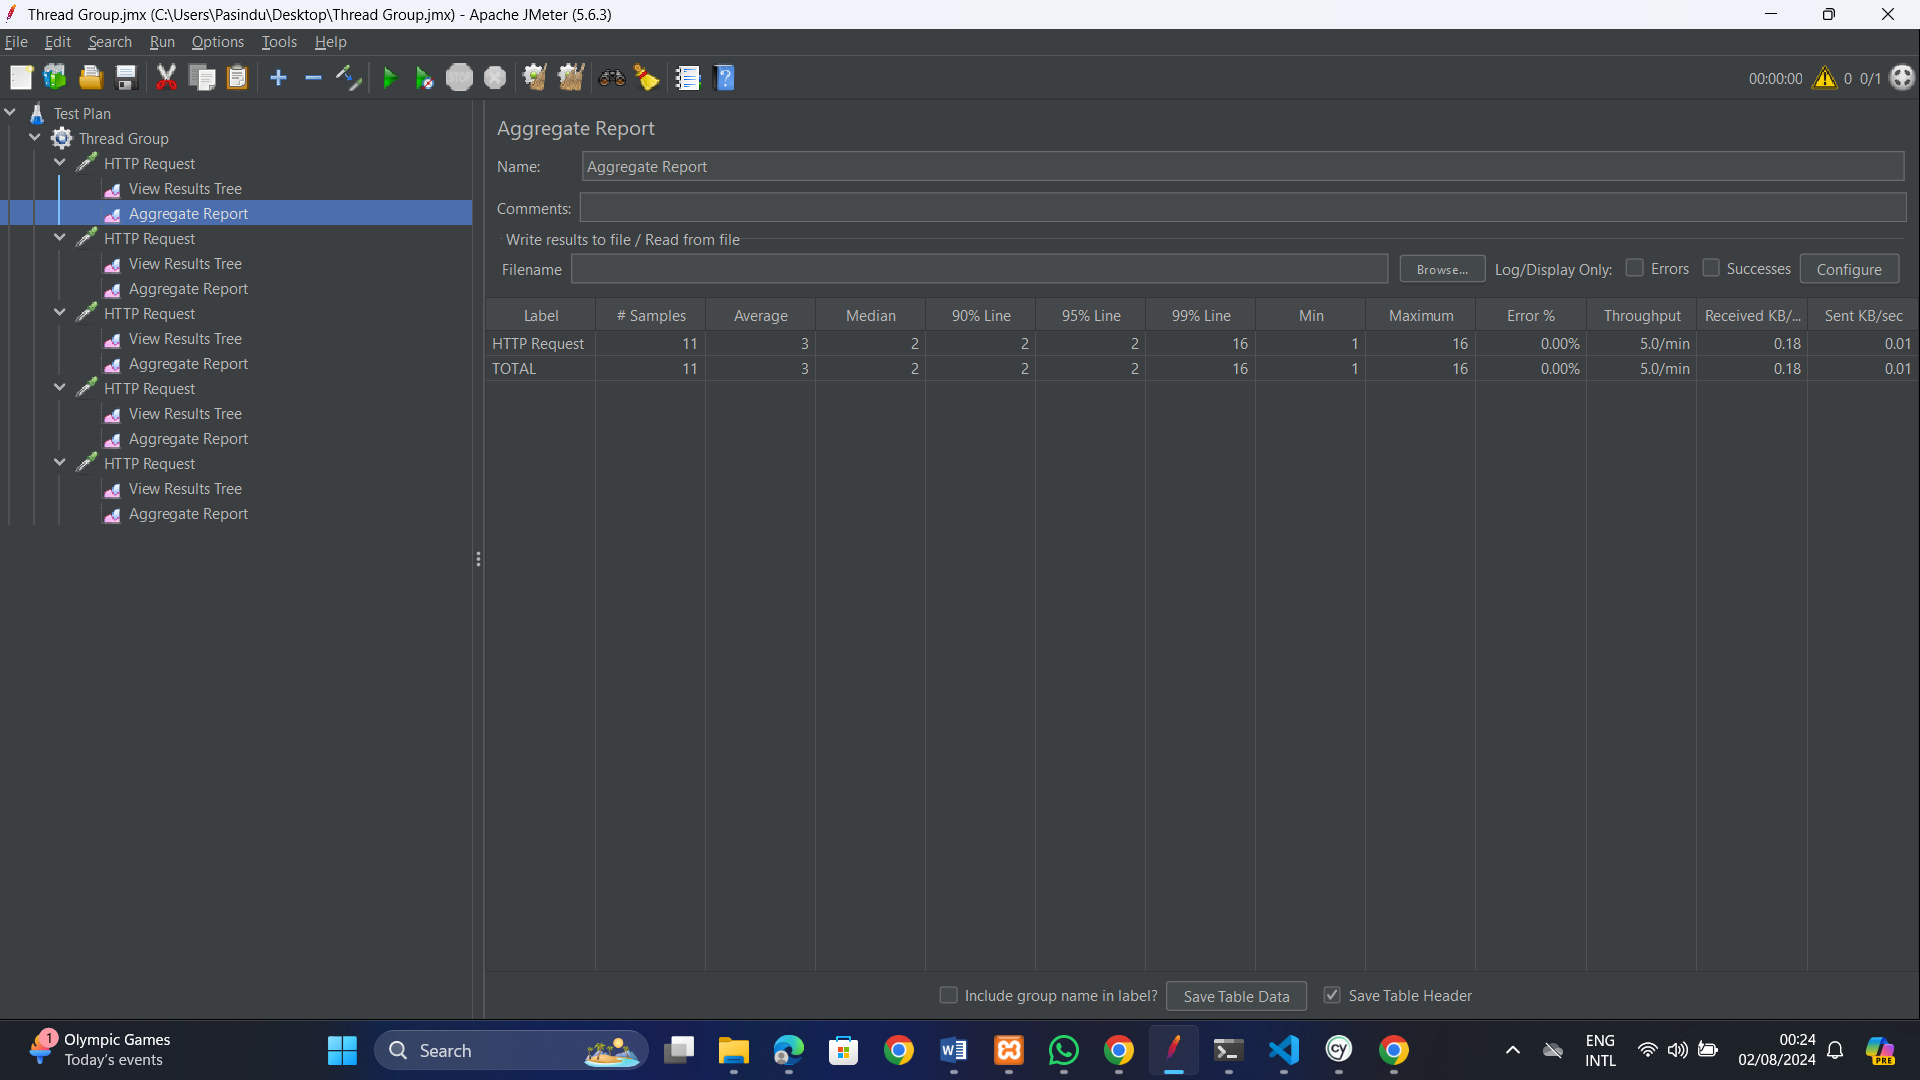 Thread Group.jmx (C:\Users\Pasindu\Desktop\Thread Group.jmx) - Apache JMeter (5.6.3)
File Edit Search Run Options Tools Help
STOP
00:00:00 0 0/1
Test Plan
Thread Group
HTTP Request
View Results Tree
Aggregate Report
HTTP Request
View Results Tree
Aggregate Report
HTTP Request
View Results Tree
Aggregate Report
HTTP Request
View Results Tree
Aggregate Report
HTTP Request
View Results Tree
Aggregate Report
Aggregate Report
Name: Aggregate Report
Comments:
Write results to file / Read from file
Filename Browse... Log/Display Only: Errors Successes Configure
Label # Samples Average Median 90% Line 95% Line 99% Line Min Maximum Error % Throughput Received KB/... Sent KB/sec
HTTP Request 11 3 2 2 2 16 1 16 0.00% 5.0/min 0.18 0.01
TOTAL 11 3 2 2 2 16 1 16 0.00% 5.0/min 0.18 0.01
Include group name in label? Save Table Data Save Table Header
1 Olympic Games
Today's events
Search
W
CY
ENG
INTL
00:24
02/08/2024
PRE